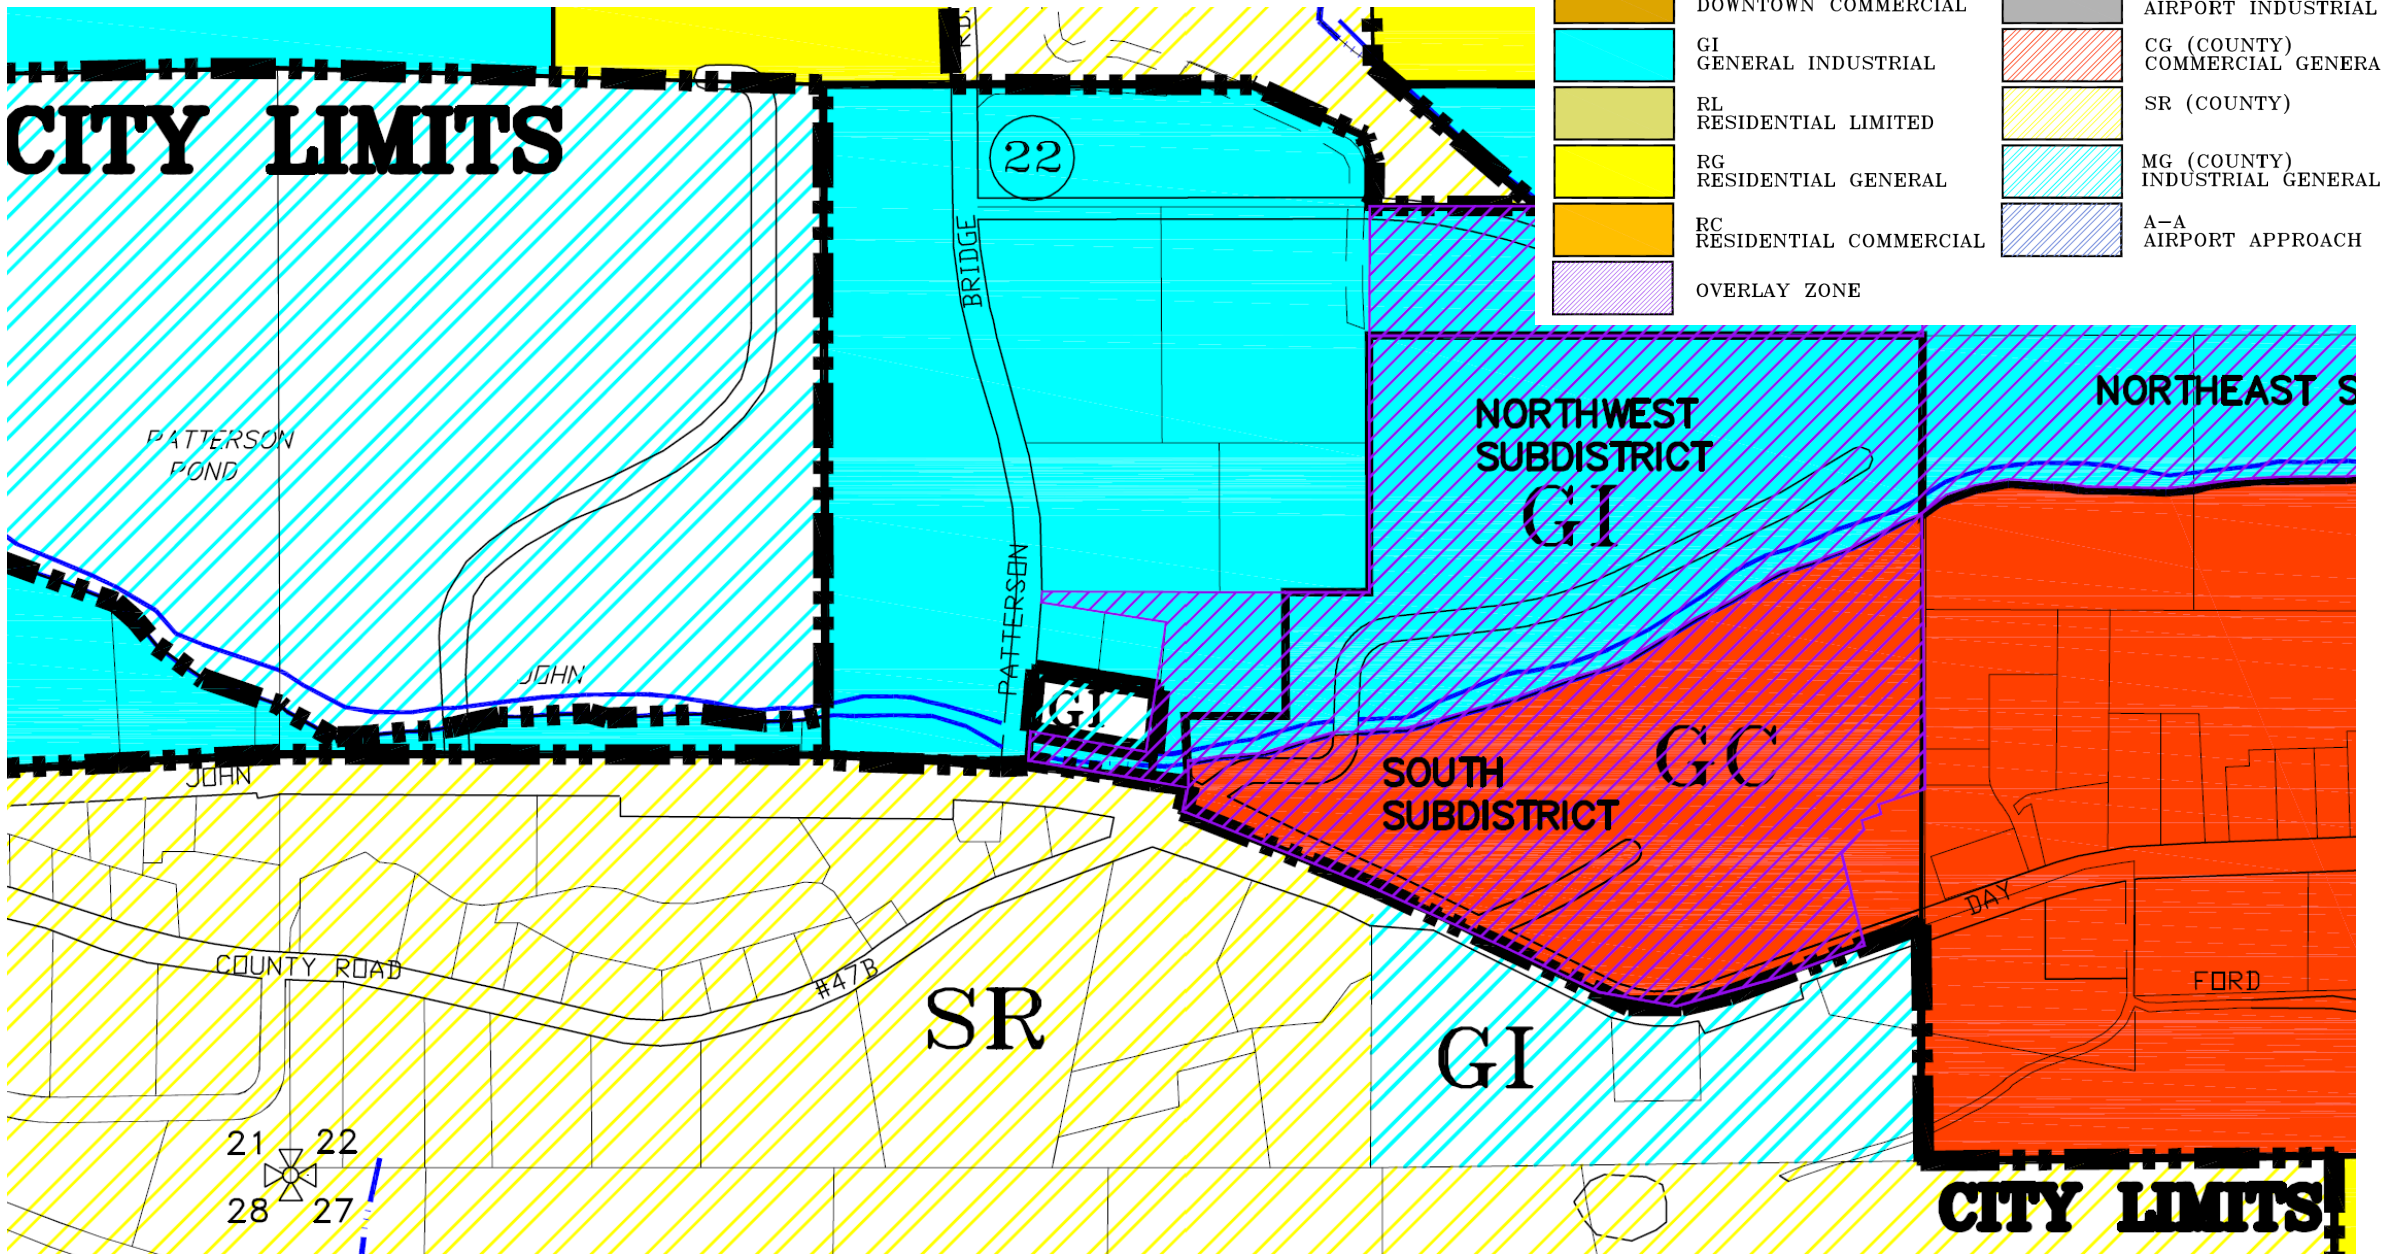 DOWNTOWN COMMERCIAL
AIRPORT INDUSTRIAL
GI
GENERAL INDUSTRIAL
CG (COUNTY)
COMMERCIAL GENERA
RL
RESIDENTIAL LIMITED
SR (COUNTY)
RG
RESIDENTIAL GENERAL
MG (COUNTY)
INDUSTRIAL GENERAL
RC
RESIDENTIAL COMMERCIAL
A-A
AIRPORT APPROACH
OVERLAY ZONE
RD.
CITY LIMITS
22
BRIDGE
NORTHEAST S
NORTHWEST
SUBDISTRICT
GI
PATTERSON
POND
PATTERSON
JOHN
GI
GC
SOUTH
SUBDISTRICT
JOHN
DAY
COUNTY ROAD
#47B
FORD
SR
GI
21 22
28 27
CITY LIMITS